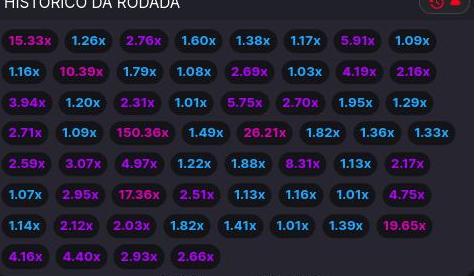 HISTÓRICO DA RODADA
15.33x 1.26x 2.76x 1.60x 1.38x 1.17x 5.91x 1.09x
1.16x 10.39x 1.79x 1.08x 2.69x 1.03x 4.19x 2.16x
3.94x 1.20x 2.31x 1.01x 5.75x 2.70x 1.95x 1.29x
2.71x 1.09x 150.36x 1.49x 26.21x 1.82x 1.36x 1.33x
2.59x 3.07x 4.97x 1.22x 1.88x 8.31x 1.13x 2.17x
1.07x 2.95x 17.36x 2.51x 1.13x 1.16x 1.01x 4.75x
1.14x 2.12x 2.03x 1.82x 1.41x 1.01x 1.39x 19.65x
4.16x 4.40x 2.93x 2.66x